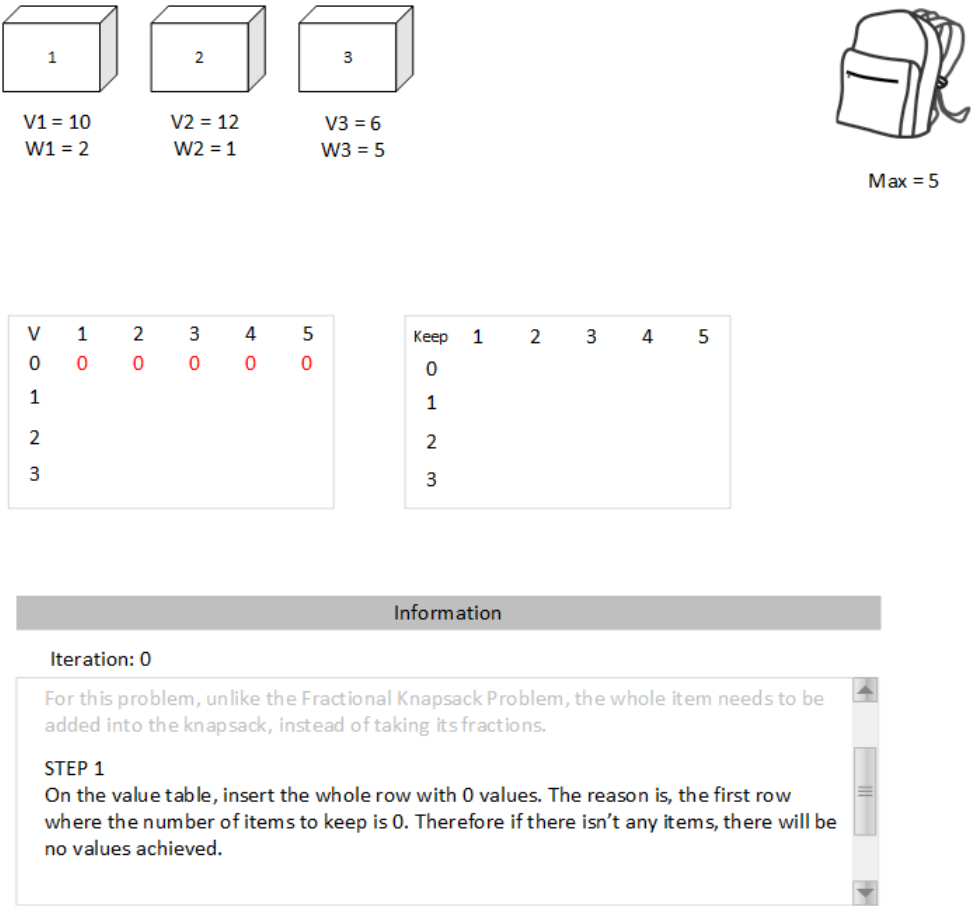 1 2 3
V1 = 10 V2 = 12 V3 = 6
W1 = 2 W2 = 1 W3 = 5
Max = 5
V 1 2 3 4 5
0 0 0 0 0 0
1
2
3
Keep 1 2 3 4 5
0
1
2
3
Information
Iteration: 0
For this problem, unlike the Fractional Knapsack Problem, the whole item needs to be
added into the knapsack, instead of taking its fractions.
STEP 1
On the value table, insert the whole row with 0 values. The reason is, the first row
where the number of items to keep is 0. Therefore if there isn't any items, there will be
no values achieved.